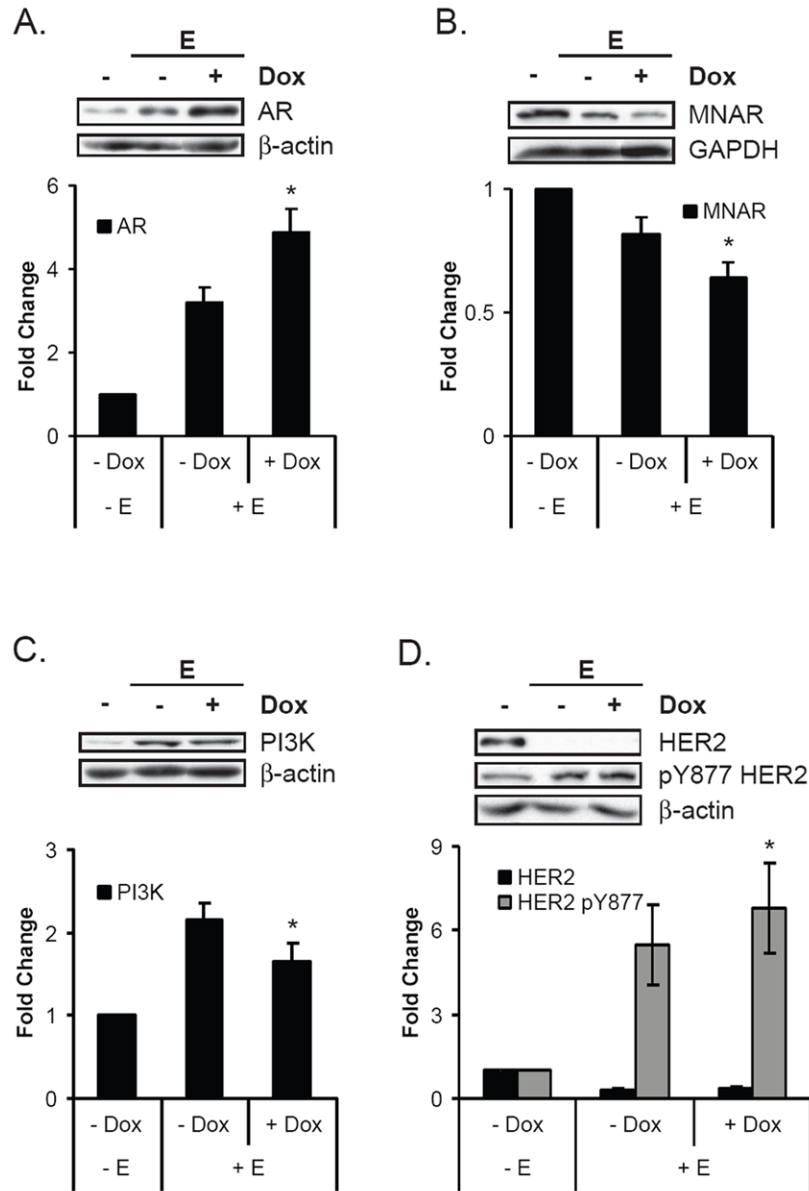 A.
E
- - + Dox
AR
β-actin
6
4
2
0
Fold Change
AR
*
- Dox - Dox + Dox
- E + E
B.
E
- - + Dox
MNAR
GAPDH
1
0.5
0
Fold Change
MNAR
*
- Dox - Dox + Dox
- E + E
C.
E
- - + Dox
PI3K
β-actin
3
2
1
0
Fold Change
PI3K
*
- Dox - Dox + Dox
- E + E
D.
E
- - + Dox
HER2
pY877 HER2
β-actin
9
6
3
0
Fold Change
HER2
HER2 pY877
*
- Dox - Dox + Dox
- E + E